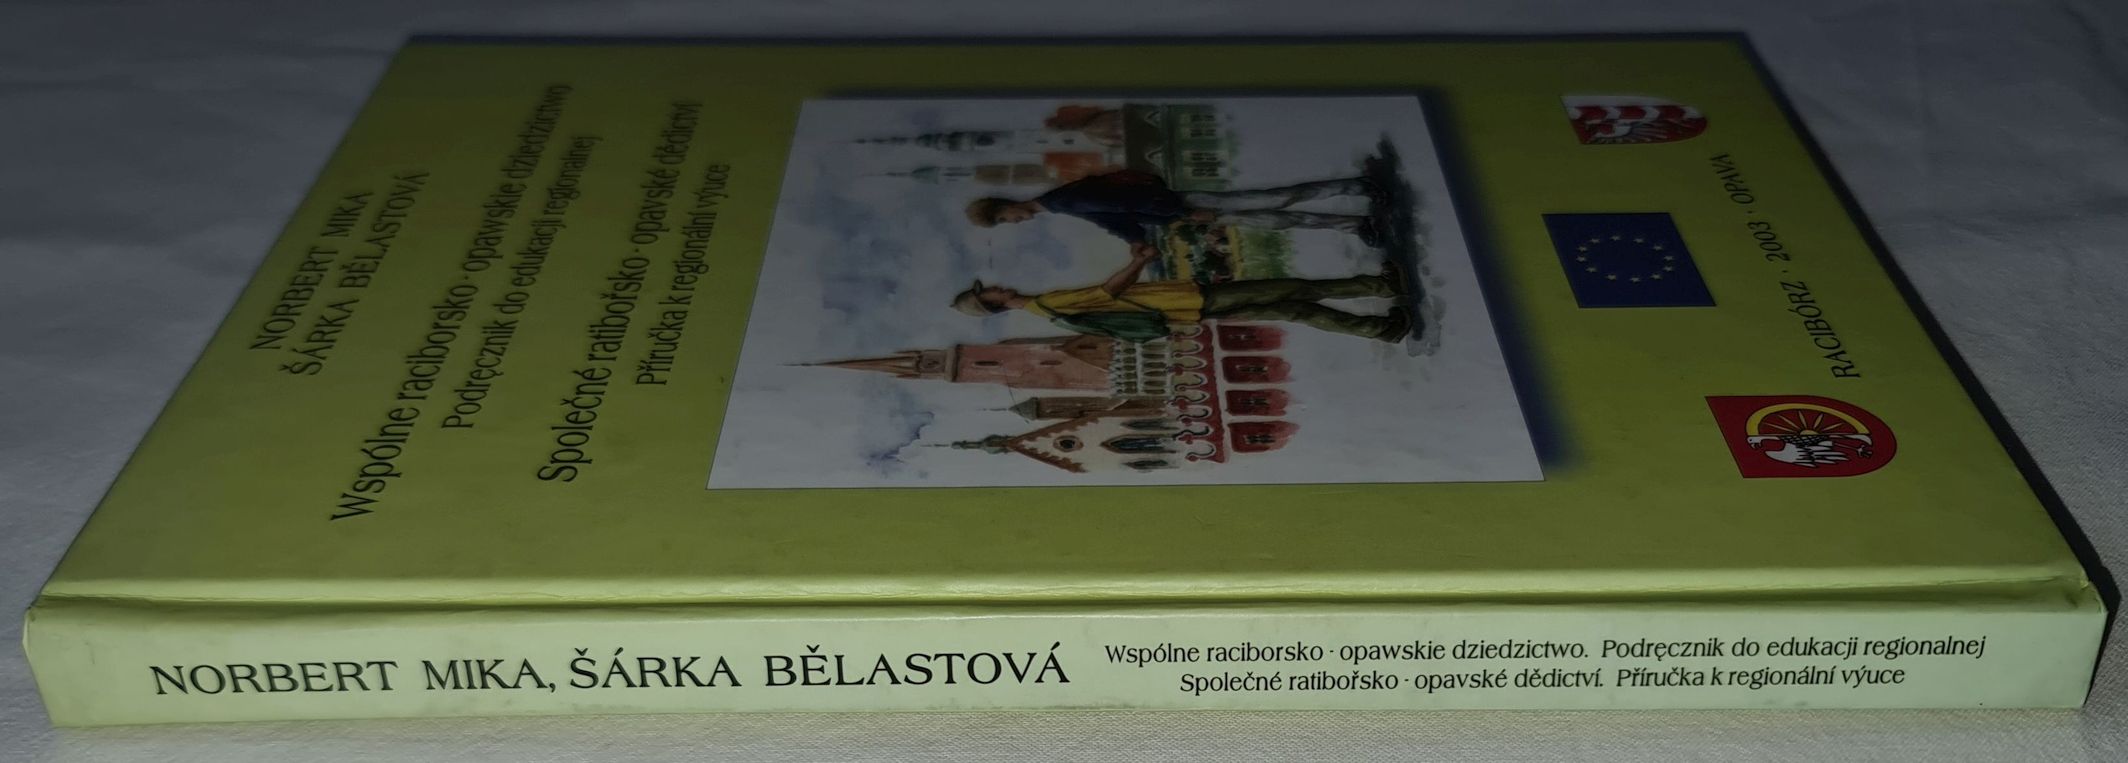 NORBERT MIKA
ŠÁRKA BĚLASTOVÁ
Wspólne raciborsko · opawskie dziedzictwo
Podręcznik do edukacji regionalnej
Společné ratibořsko · opavské dědictví
Příručka k regionální výuce
RACIBÓRZ · 2003 · OPAVA
NORBERT MIKA, ŠÁRKA BĚLASTOVÁ
Wspólne raciborsko · opawskie dziedzictwo. Podręcznik do edukacji regionalnej
Společné ratibořsko · opavské dědictví. Příručka k regionální výuce